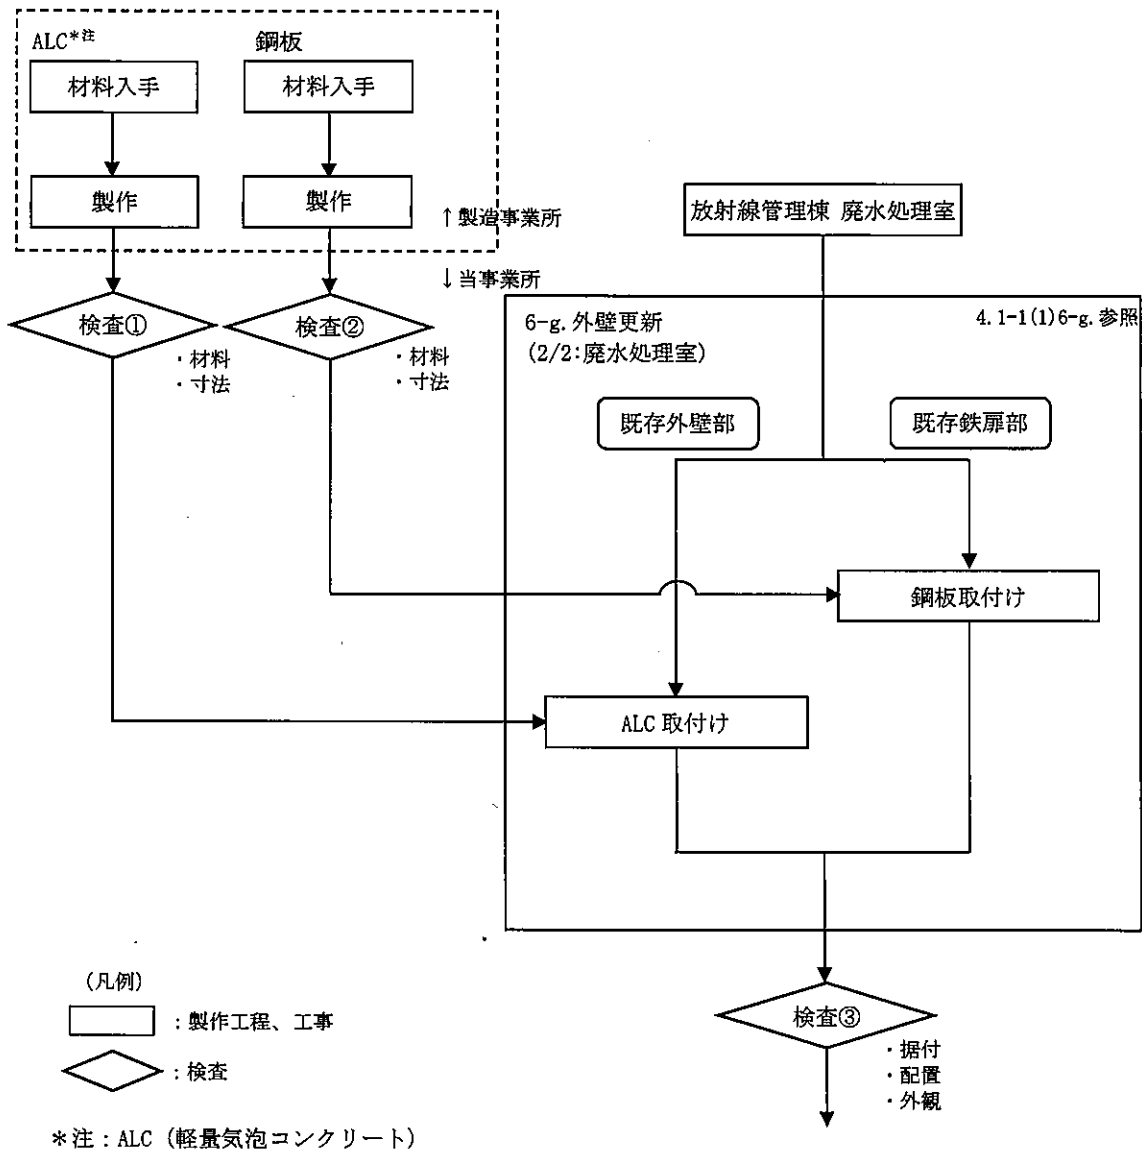 ALC*注
鋼板
材料入手
材料入手
製作
製作
↑製造事業所
↓当事業所
検査①
・材料
・寸法
検査②
・材料
・寸法
放射線管理棟 廃水処理室
6-g.外壁更新
(2/2:廃水処理室)
4.1-1(1)6-g.参照
既存外壁部
既存鉄扉部
鋼板取付け
ALC 取付け
検査③
・据付
・配置
・外観
(凡例)
:製作工程、工事
:検査
*注:ALC(軽量気泡コンクリート)